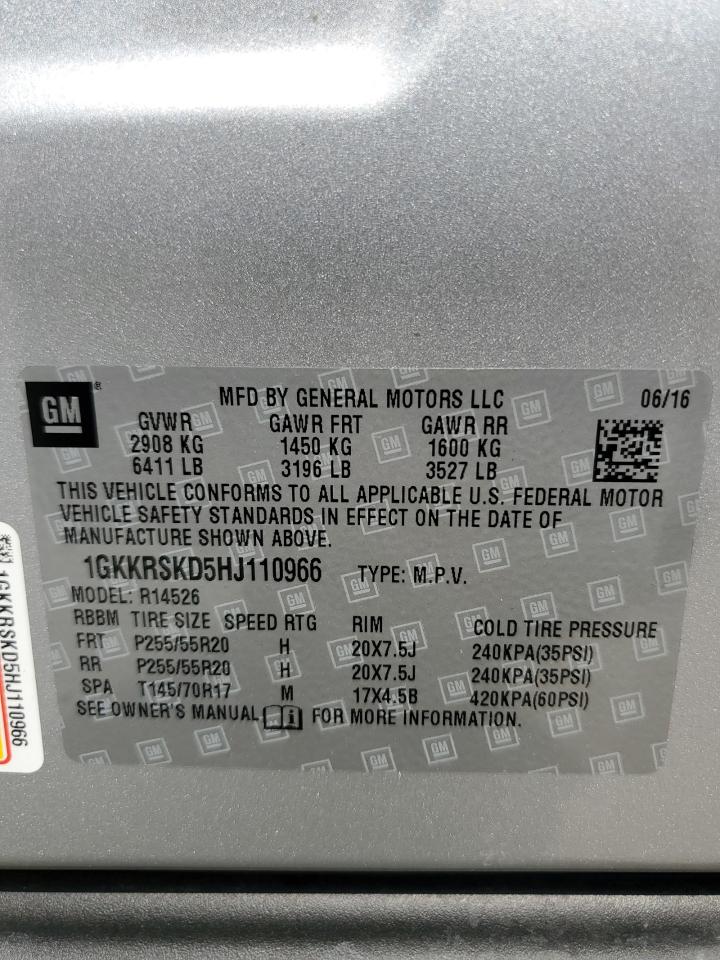 GM
MFD BY GENERAL MOTORS LLC 06/16
GVWR GAWR FRT GAWR RR
2908 KG 1450 KG 1600 KG
6411 LB 3196 LB 3527 LB
THIS VEHICLE CONFORMS TO ALL APPLICABLE U.S. FEDERAL MOTOR
VEHICLE SAFETY STANDARDS IN EFFECT ON THE DATE OF
MANUFACTURE SHOWN ABOVE.
1GKKRSKD5HJ110966 TYPE: M.P.V.
MODEL: R14526
RBBM TIRE SIZE SPEED RTG RIM COLD TIRE PRESSURE
FRT P255/55R20 H 20X7.5J 240KPA(35PSI)
RR P255/55R20 H 20X7.5J 240KPA(35PSI)
SPA T145/70R17 M 17X4.5B 420KPA(60PSI)
SEE OWNER'S MANUAL FOR MORE INFORMATION.
1GKKRSKD5HJ110966